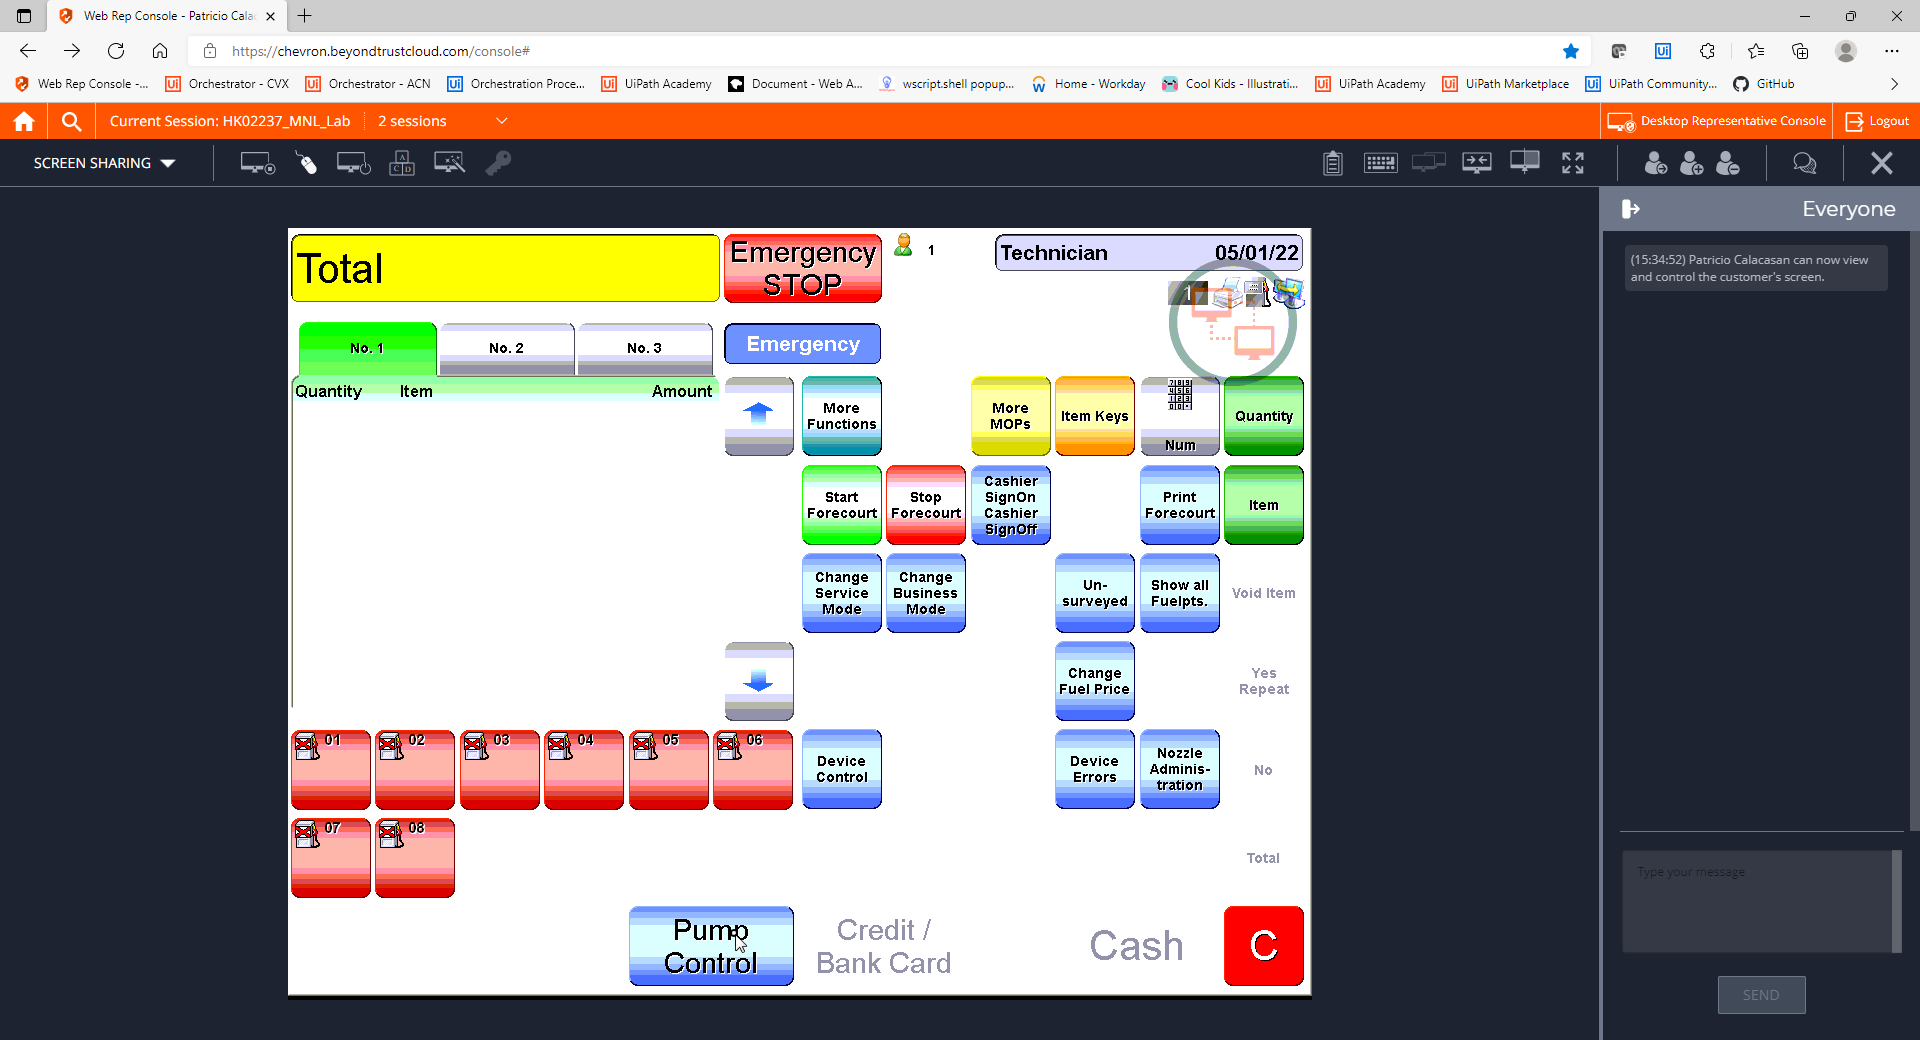 Web Rep Console - Patricio Cala
https://chevron.beyondtrustcloud.com/console#
Web Rep Console -...
Orchestrator - CVX
Orchestrator - ACN
Orchestration Proce...
UiPath Academy
Document - Web A...
wscript.shell popup...
Home - Workday
Cool Kids - Illustrati...
UiPath Academy
UiPath Marketplace
UiPath Community...
GitHub
Current Session: HK02237_MNL_Lab
2 sessions
Desktop Representative Console
Logout
SCREEN SHARING
Everyone
(15:34:52) Patricio Calacasan can now view
and control the customer's screen.
Total
Emergency
STOP
1
Technician 05/01/22
1
No. 1
No. 2
No. 3
Emergency
Quantity Item Amount
More
Functions
More
MOPs
Item Keys
Num
Quantity
Start
Forecourt
Stop
Forecourt
Cashier
SignOn
Cashier
SignOff
Print
Forecourt
Item
Change
Service
Mode
Change
Business
Mode
Un-
surveyed
Show all
Fuelpts.
Void Item
Change
Fuel Price
Yes
Repeat
01
02
03
04
05
06
Device
Control
Device
Errors
Nozzle
Adminis-
tration
No
07
08
Total
Pump
Control
Credit /
Bank Card
Cash
C
Type your message
SEND